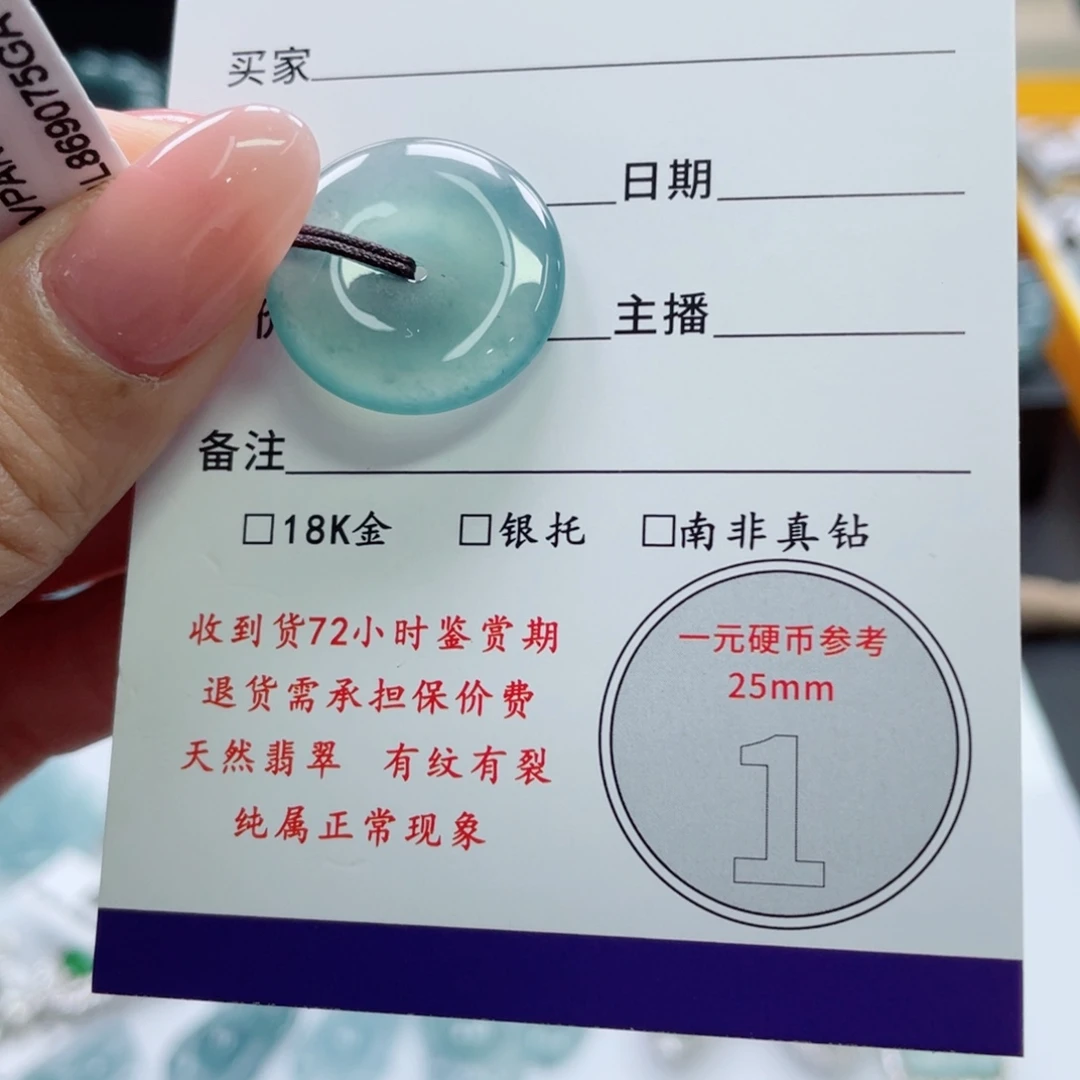 买家
日期
主播
备注
□18K金 □银托 □南非真钻
收到货72小时鉴赏期
退货需承担保价费
天然翡翠 有纹有裂
纯属正常现象
一元硬币参考
25mm
1